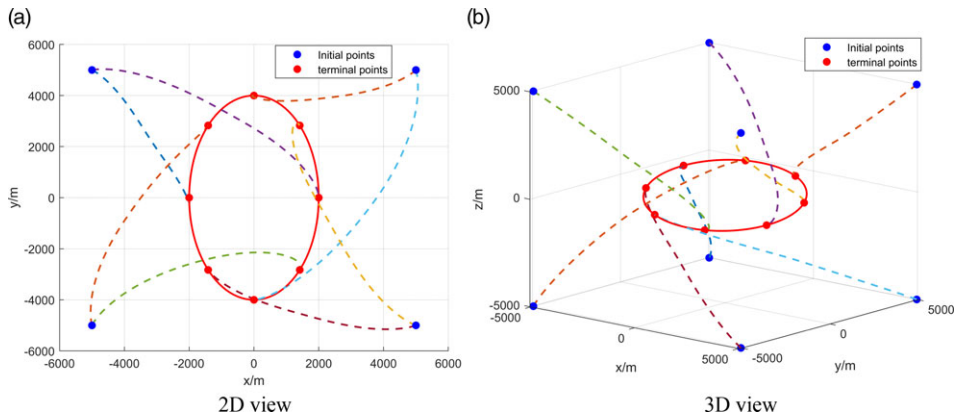 (a)
6000
4000
2000
0
-2000
-4000
-6000
y/m
-6000 -4000 -2000 0 2000 4000 6000
x/m
Initial points
terminal points
2D view
(b)
5000
0
-5000
z/m
-5000
0
5000
x/m
-5000
0
5000
y/m
Initial points
terminal points
3D view